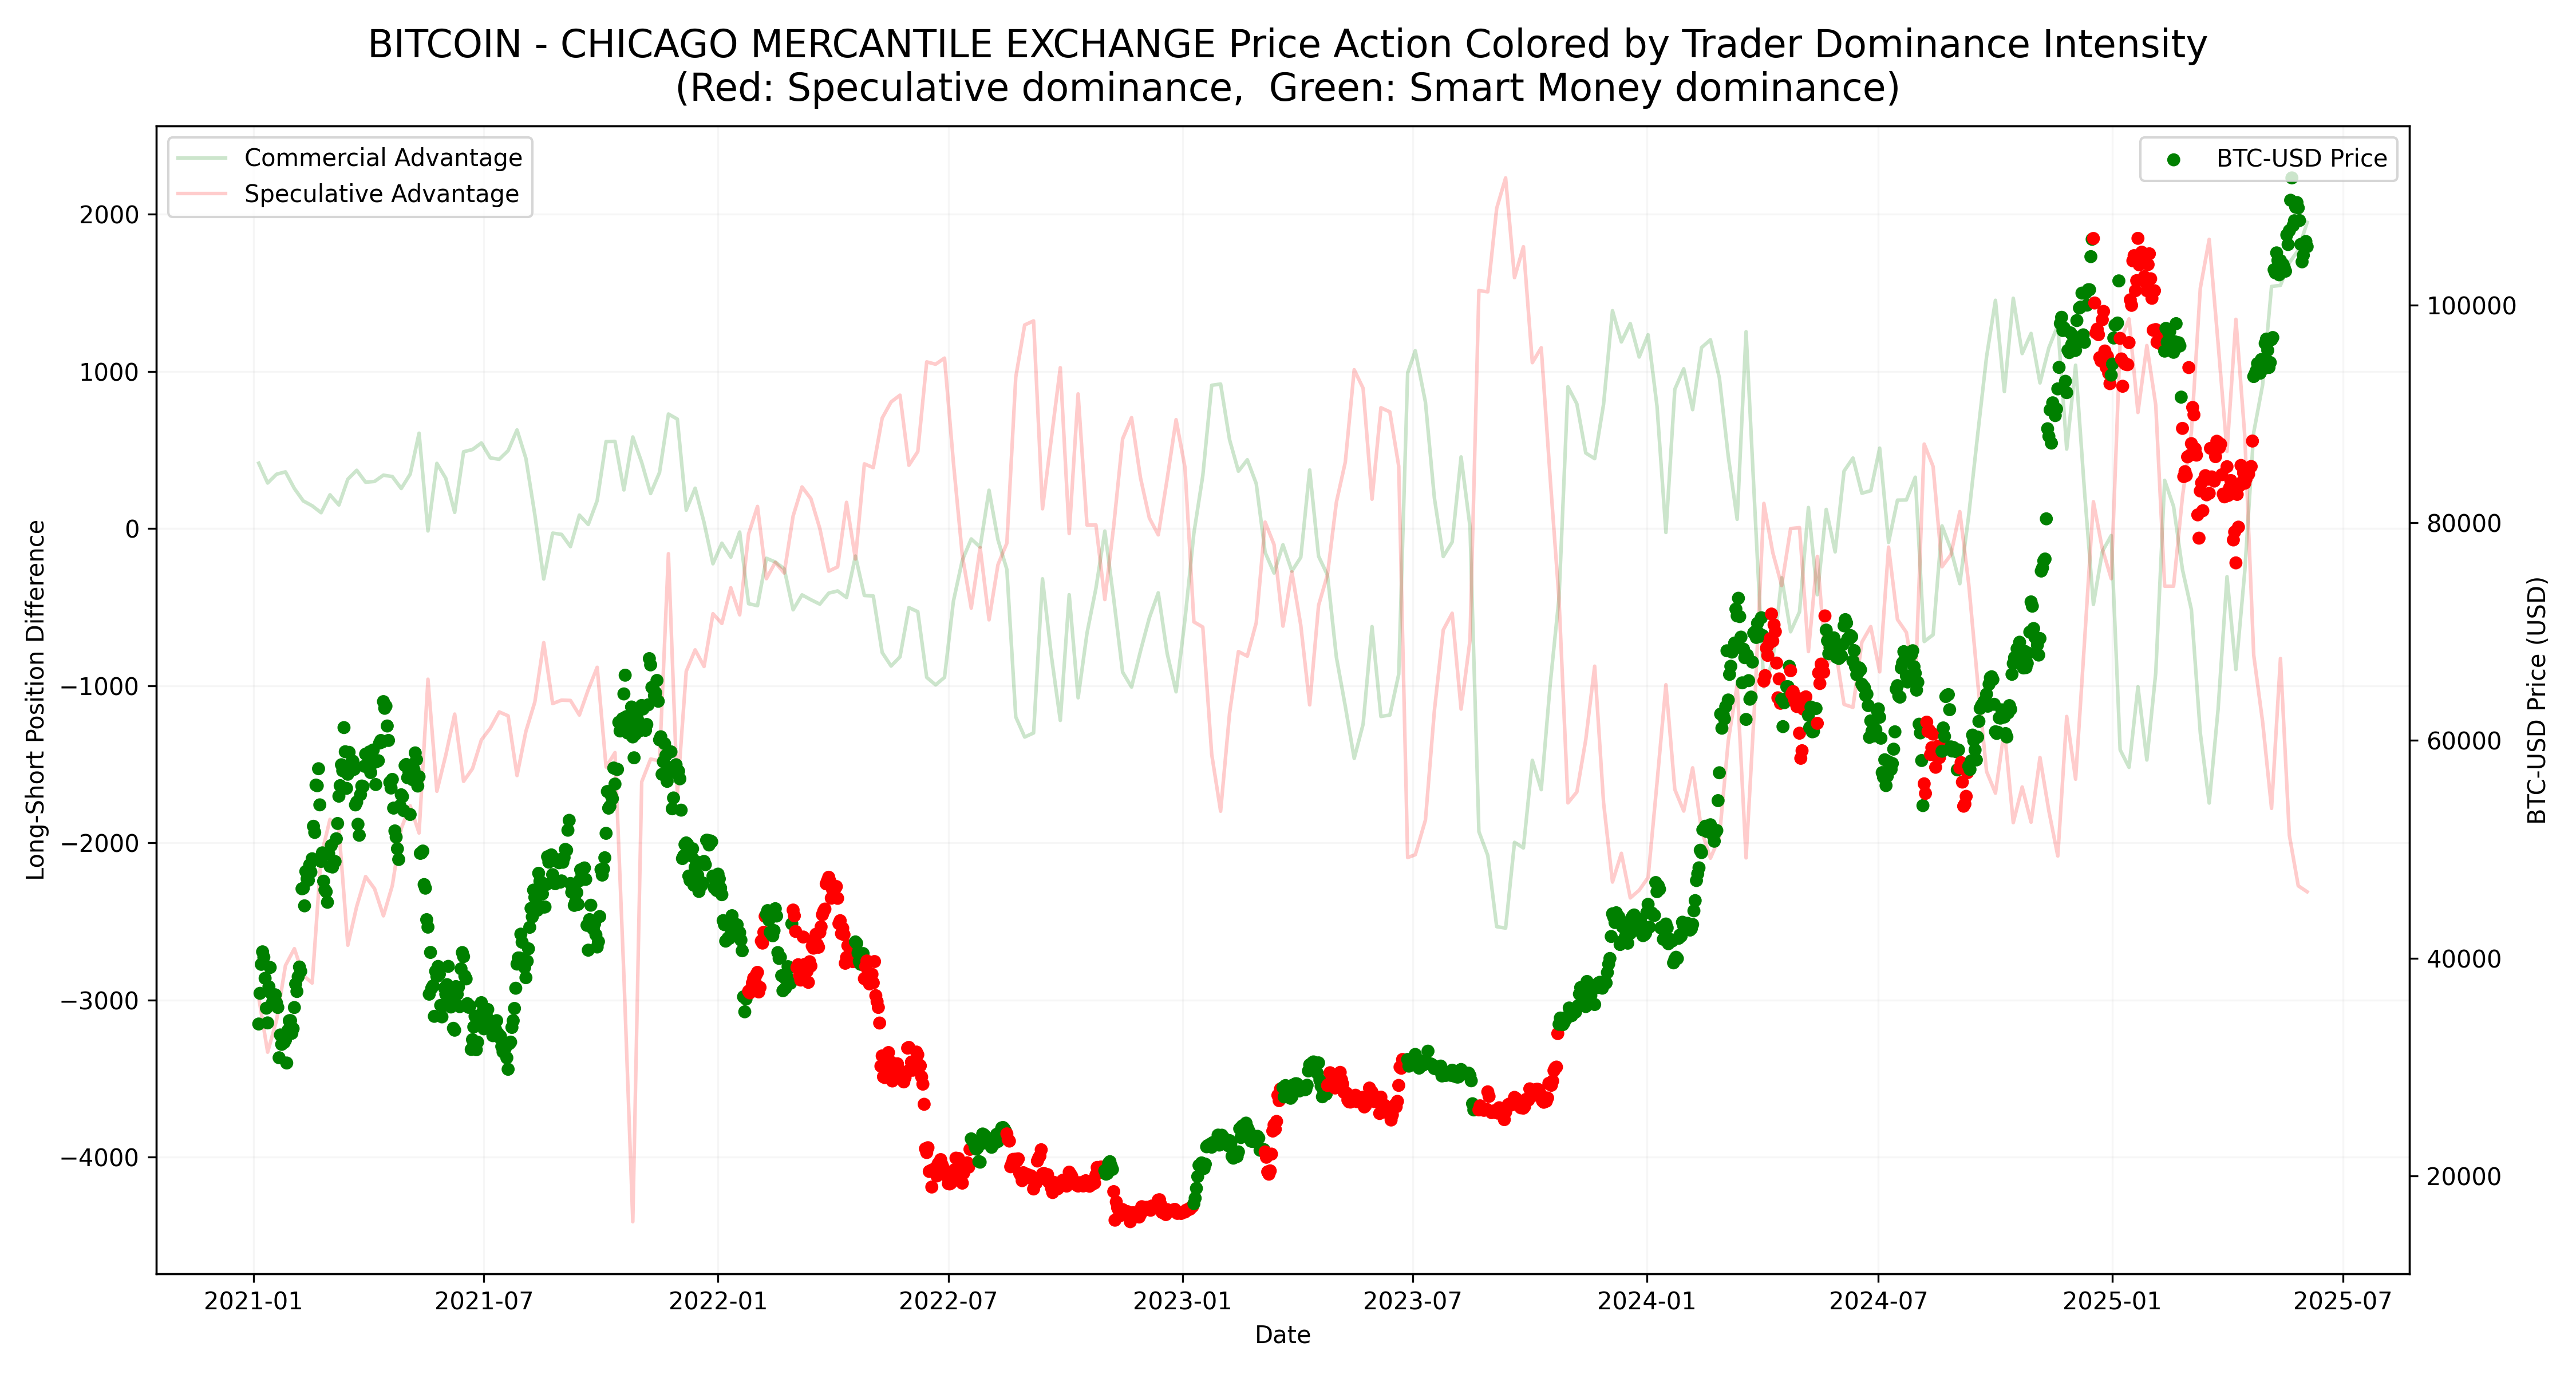 BITCOIN - CHICAGO MERCANTILE EXCHANGE Price Action Colored by Trader Dominance Intensity
(Red: Speculative dominance,  Green: Smart Money dominance)
Commercial Advantage
Speculative Advantage
BTC-USD Price
2000
1000
0
−1000
−2000
−3000
−4000
Long-Short Position Difference
100000
80000
60000
40000
20000
BTC-USD Price (USD)
2021-01
2021-07
2022-01
2022-07
2023-01
2023-07
2024-01
2024-07
2025-01
2025-07
Date